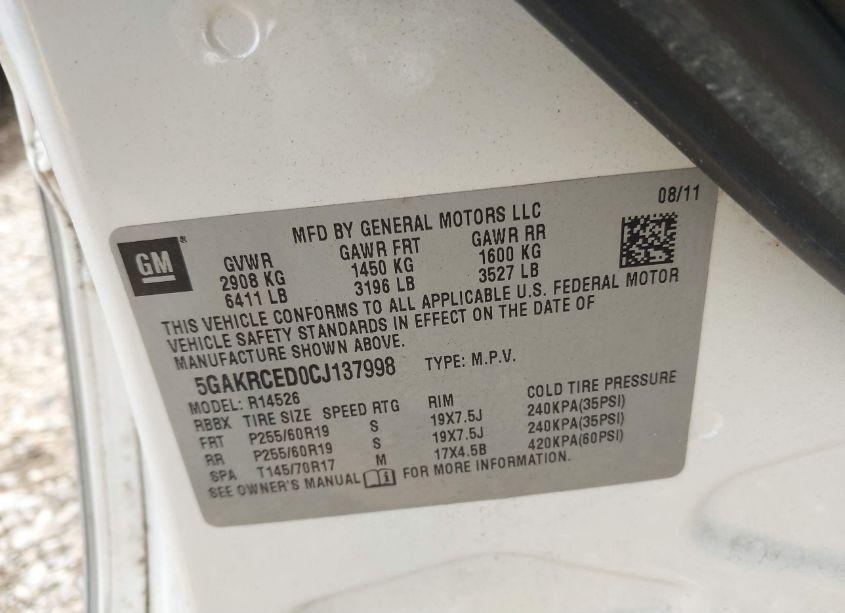 08/11
MFD BY GENERAL MOTORS LLC
GM®
GVWR GAWR FRT GAWR RR
2908 KG 1450 KG 1600 KG
6411 LB 3196 LB 3527 LB
THIS VEHICLE CONFORMS TO ALL APPLICABLE U.S. FEDERAL MOTOR
VEHICLE SAFETY STANDARDS IN EFFECT ON THE DATE OF
MANUFACTURE SHOWN ABOVE.
5GAKRCED0CJ137998 TYPE: M.P.V.
MODEL: R14526
RBBX TIRE SIZE SPEED RTG RIM COLD TIRE PRESSURE
FRT P255/60R19 S 19X7.5J 240KPA(35PSI)
RR P255/60R19 S 19X7.5J 240KPA(35PSI)
SPA T145/70R17 M 17X4.5B 420KPA(60PSI)
SEE OWNER'S MANUAL FOR MORE INFORMATION.